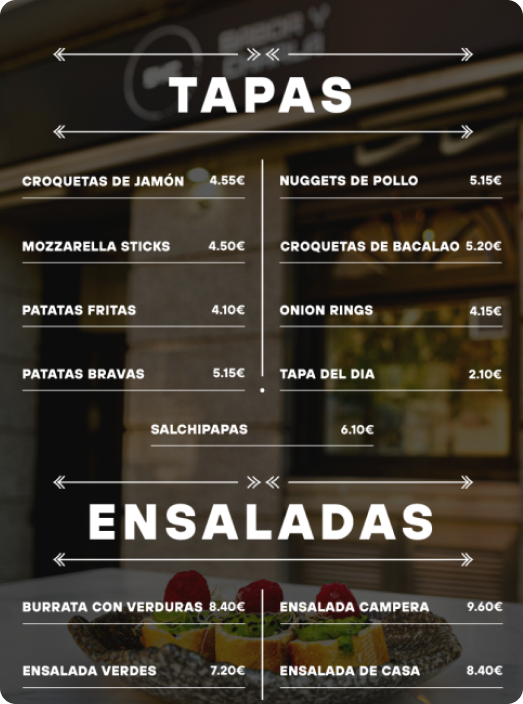 TAPAS
CROQUETAS DE JAMÓN 4.55€
NUGGETS DE POLLO 5.15€
MOZZARELLA STICKS 4.50€
CROQUETAS DE BACALAO 5.20€
PATATAS FRITAS 4.10€
ONION RINGS 4.15€
PATATAS BRAVAS 5.15€
TAPA DEL DIA 2.10€
SALCHIPAPAS 6.10€
ENSALADAS
BURRATA CON VERDURAS 8.40€
ENSALADA CAMPERA 9.60€
ENSALADA VERDES 7.20€
ENSALADA DE CASA 8.40€